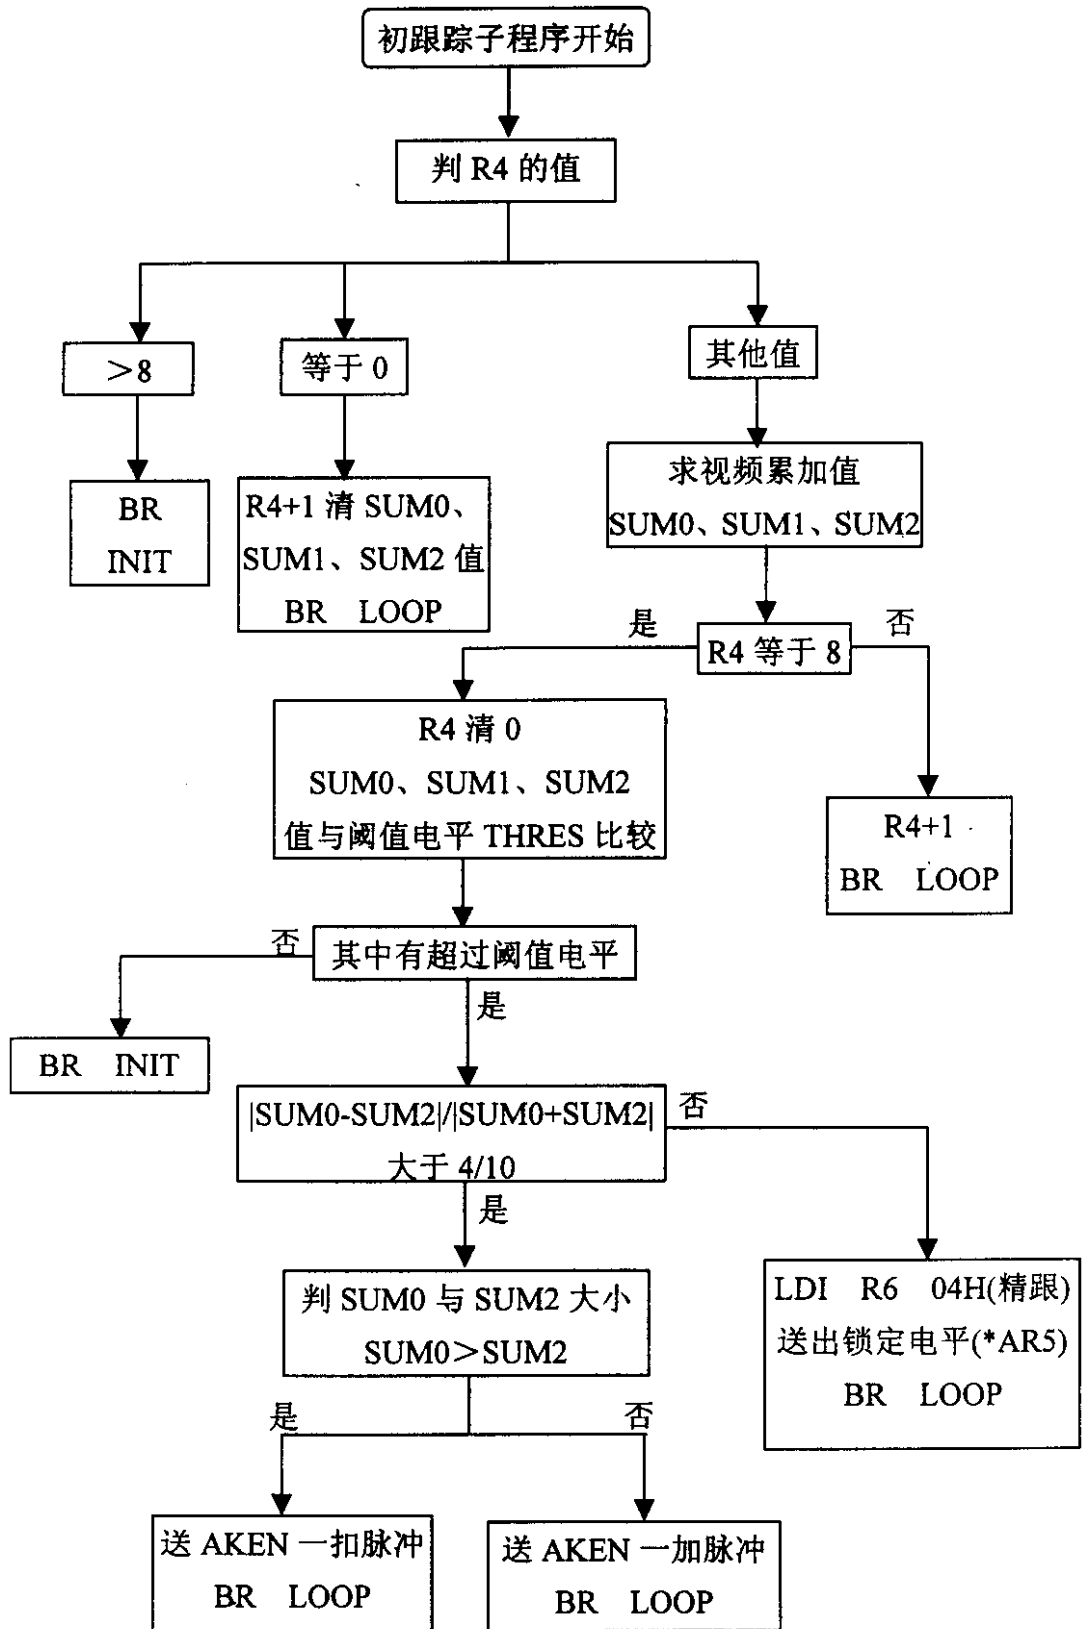 初跟踪子程序开始
判 R4 的值
＞8
等于 0
其他值
BR
INIT
R4+1 清 SUM0、
SUM1、SUM2 值
BR LOOP
求视频累加值
SUM0、SUM1、SUM2
是
R4 等于 8
否
R4 清 0
SUM0、SUM1、SUM2
值与阈值电平 THRES 比较
R4+1
BR LOOP
否
其中有超过阈值电平
是
BR INIT
|SUM0-SUM2|/|SUM0+SUM2|
大于 4/10
否
是
判 SUM0 与 SUM2 大小
SUM0＞SUM2
LDI R6 04H(精跟)
送出锁定电平(*AR5)
BR LOOP
是
否
送 AKEN 一扣脉冲
BR LOOP
送 AKEN 一加脉冲
BR LOOP